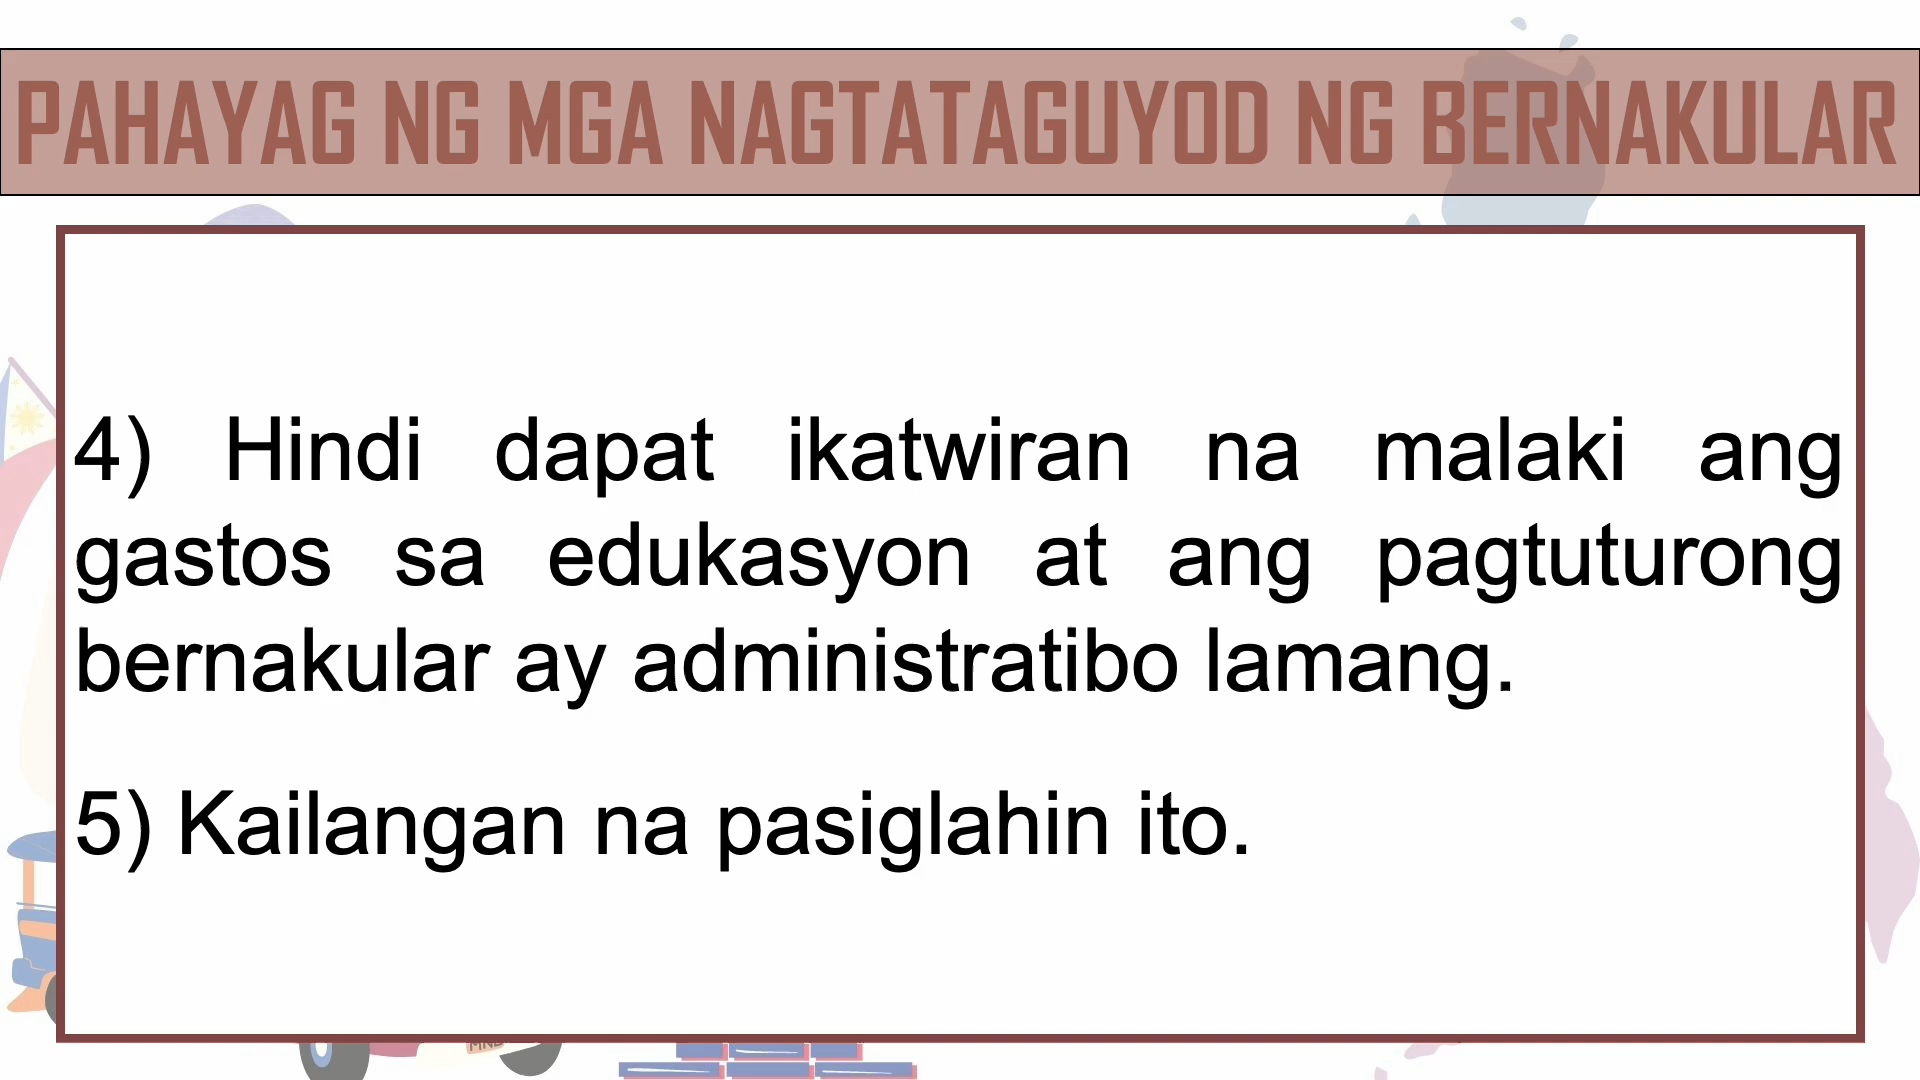 PAHAYAG NG MGA NAGTATAGUYOD NG BERNAKULAR
4) Hindi dapat ikatwiran na malaki ang
gastos sa edukasyon at ang pagtuturong
bernakular ay administratibo lamang.
5) Kailangan na pasiglahin ito.